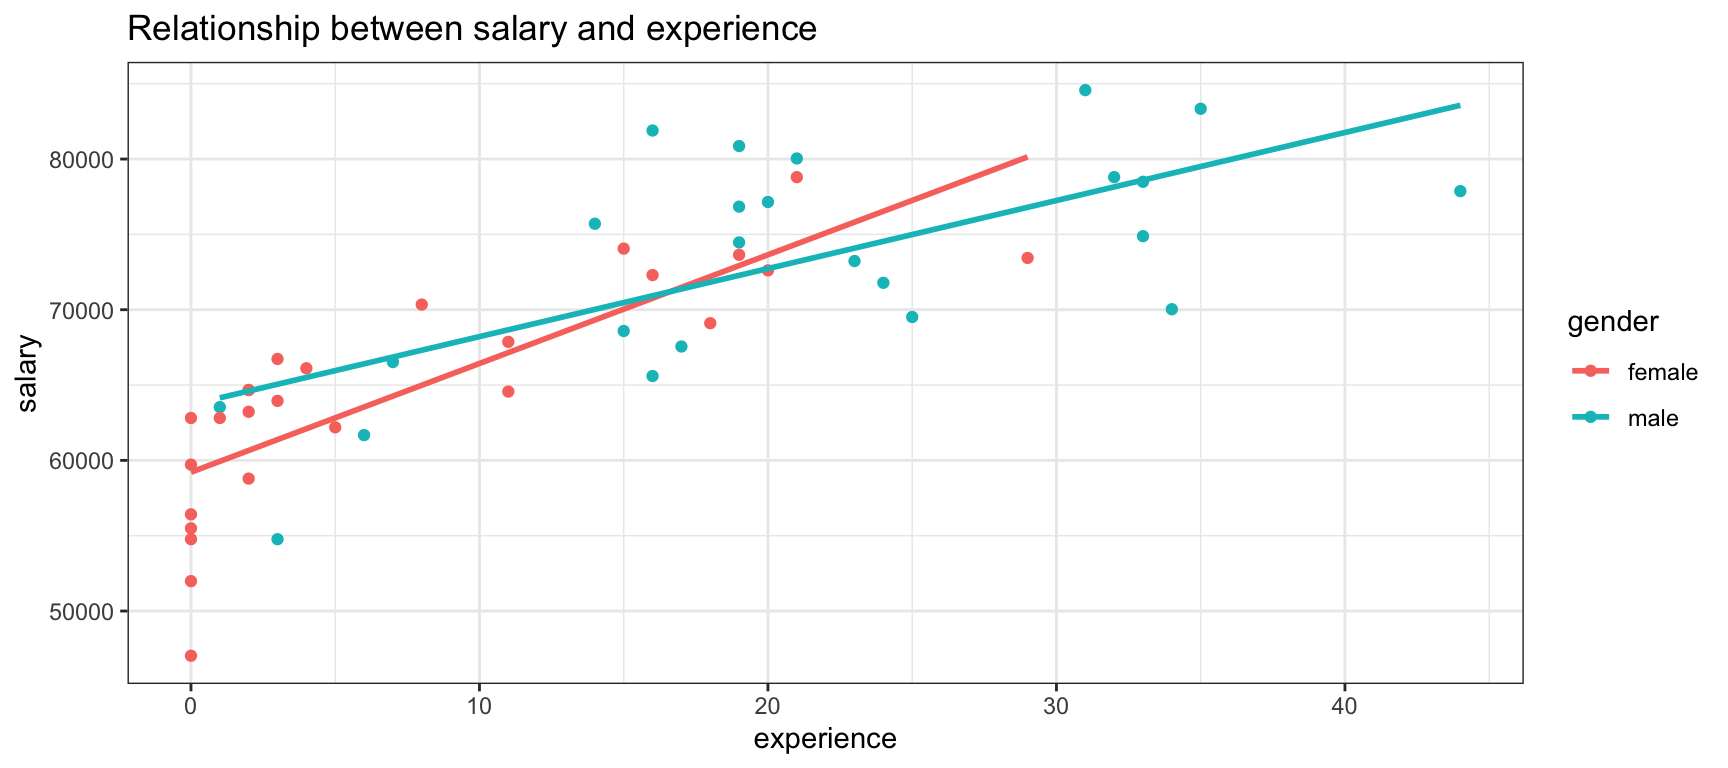 Relationship between salary and experience
80000
70000
60000
50000
salary
0 10 20 30 40
experience
gender
female
male